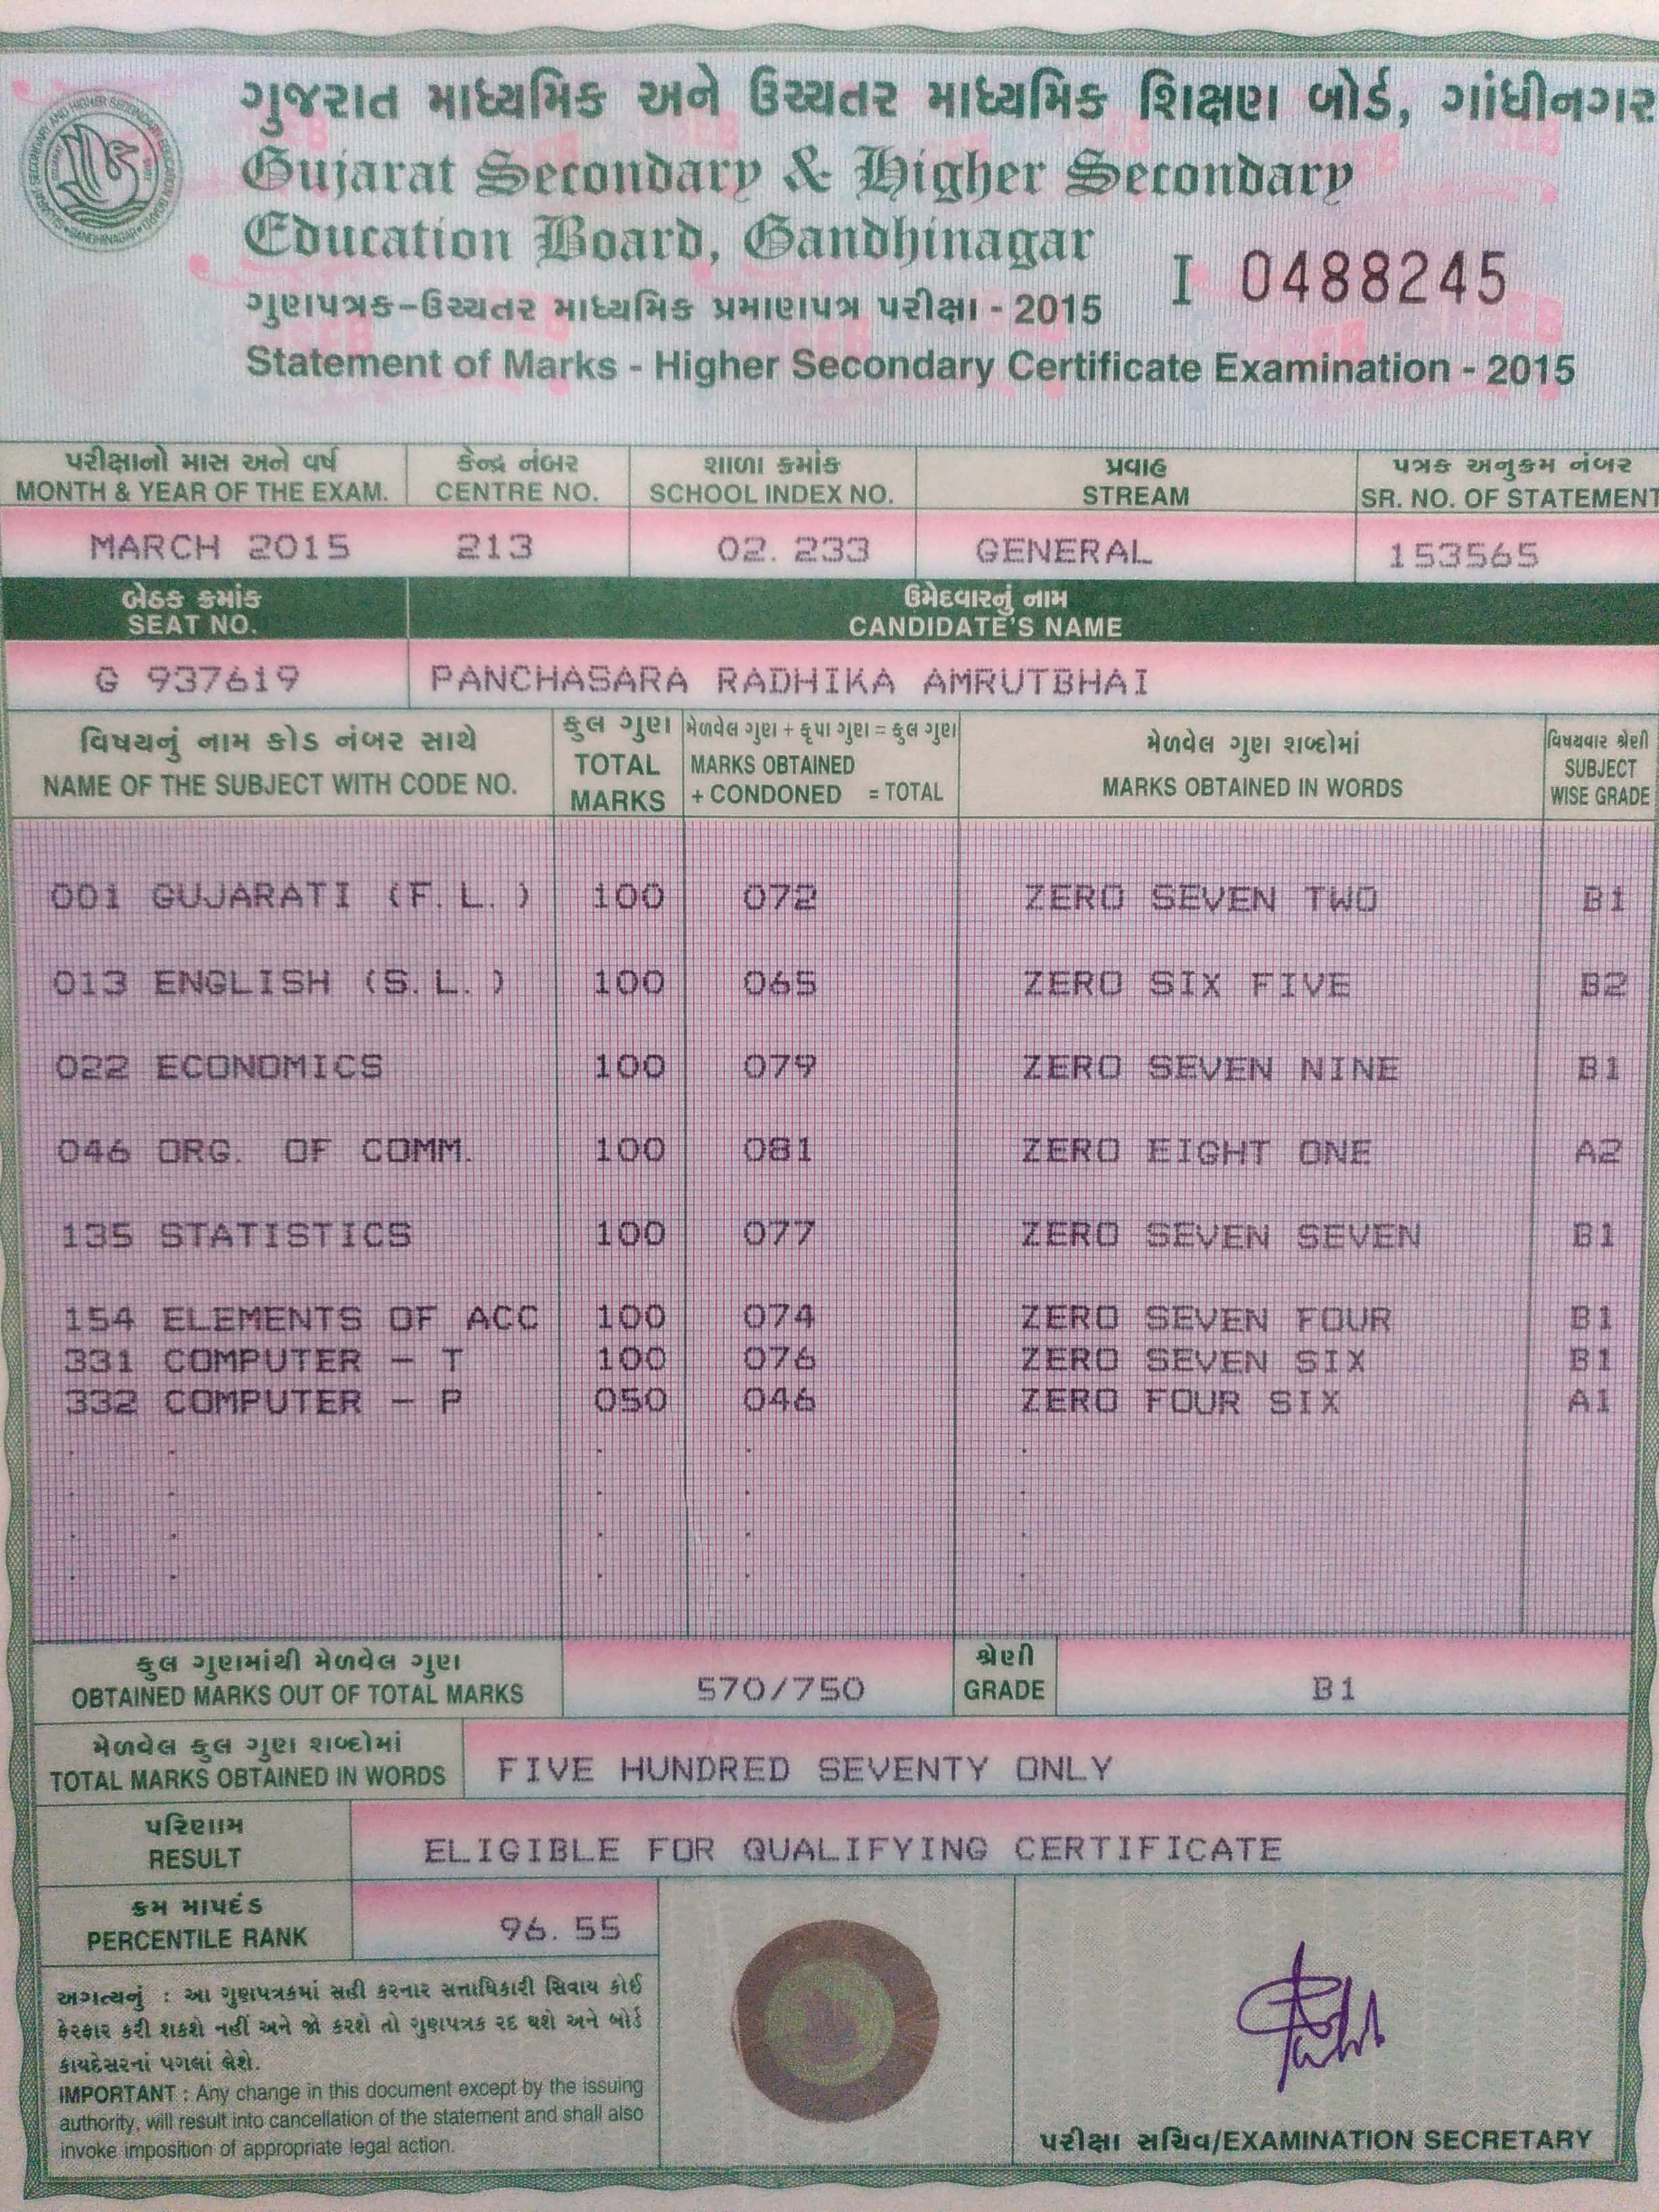 ગુજરાત માધ્યમિક અને ઉચ્ચતર માધ્યમિક શિક્ષણ બોર્ડ, ગાંધીનગર
Gujarat Secondary & Higher Secondary
Education Board, Gandhinagar
I 0488245
ગુણપત્રક-ઉચ્ચતર માધ્યમિક પ્રમાણપત્ર પરીક્ષા - 2015
Statement of Marks - Higher Secondary Certificate Examination - 2015
પરીક્ષાનો માસ અને વર્ષ કેન્દ્ર નંબર શાળા ક્રમાંક પ્રવાહ પત્રક અનુક્રમ નંબર
MONTH & YEAR OF THE EXAM. CENTRE NO. SCHOOL INDEX NO. STREAM SR. NO. OF STATEMENT
MARCH 2015 213 02. 233 GENERAL 153565
બેઠક ક્રમાંક ઉમેદવારનું નામ
SEAT NO. CANDIDATE'S NAME
G 937619 PANCHASARA RADHIKA AMRUTBHAI
વિષયનું નામ કોડ નંબર સાથે કુલ ગુણ મેળવેલ ગુણ + કૃપા ગુણ = કુલ ગુણ મેળવેલ ગુણ શબ્દોમાં વિષયવાર શ્રેણી
NAME OF THE SUBJECT WITH CODE NO. TOTAL MARKS MARKS OBTAINED + CONDONED = TOTAL MARKS OBTAINED IN WORDS SUBJECT WISE GRADE
001 GUJARATI (F. L. ) 100 072 ZERO SEVEN TWO B1
013 ENGLISH (S. L. ) 100 065 ZERO SIX FIVE B2
022 ECONOMICS 100 079 ZERO SEVEN NINE B1
046 ORG. OF COMM. 100 081 ZERO EIGHT ONE A2
135 STATISTICS 100 077 ZERO SEVEN SEVEN B1
154 ELEMENTS OF ACC 100 074 ZERO SEVEN FOUR B1
331 COMPUTER - T 100 076 ZERO SEVEN SIX B1
332 COMPUTER - P 050 046 ZERO FOUR SIX A1
કુલ ગુણમાંથી મેળવેલ ગુણ શ્રેણી
OBTAINED MARKS OUT OF TOTAL MARKS 570/750 GRADE B1
મેળવેલ કુલ ગુણ શબ્દોમાં
TOTAL MARKS OBTAINED IN WORDS FIVE HUNDRED SEVENTY ONLY
પરિણામ
RESULT ELIGIBLE FOR QUALIFYING CERTIFICATE
ક્રમ માપદંડ
PERCENTILE RANK 96. 55
અગત્યનું : આ ગુણપત્રકમાં સહી કરનાર સત્તાધિકારી સિવાય કોઈ
ફેરફાર કરી શકશે નહીં અને જો કરશે તો ગુણપત્રક રદ થશે અને બોર્ડ
કાયદેસરનાં પગલાં લેશે.
IMPORTANT : Any change in this document except by the issuing
authority, will result into cancellation of the statement and shall also
invoke imposition of appropriate legal action.
પરીક્ષા સચિવ/EXAMINATION SECRETARY